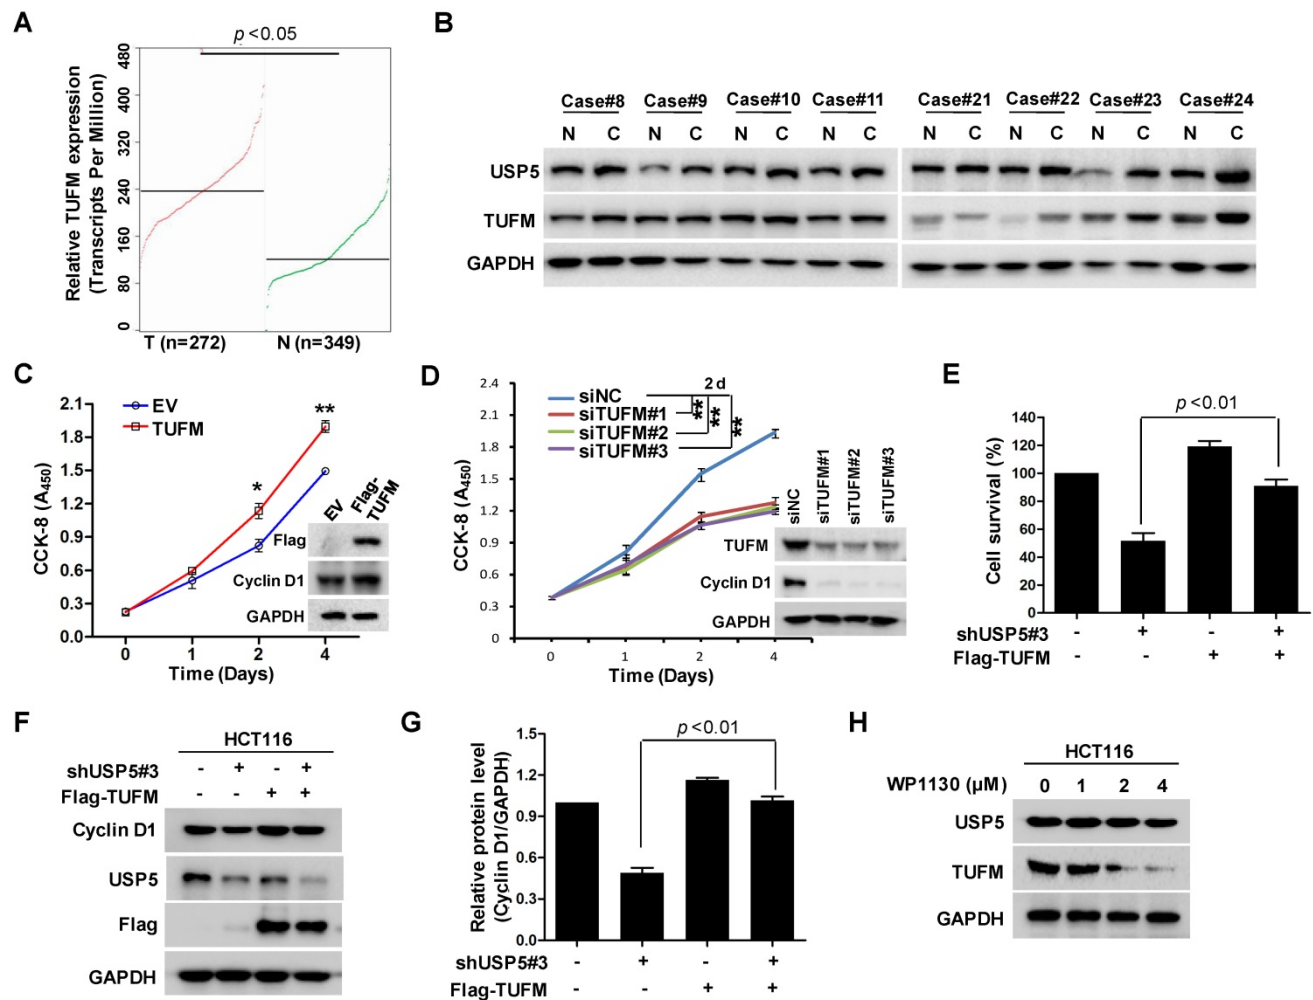 A
p<0.05
Relative TUFM expression
(Transcripts Per Million)
480
400
320
240
160
80
0
T (n=272) N (n=349)
B
Case#8 Case#9 Case#10 Case#11 Case#21 Case#22 Case#23 Case#24
N C N C N C N C N C N C N C N C
USP5
TUFM
GAPDH
C
EV
TUFM
CCK-8 (A450)
2.1
1.8
1.5
1.2
0.9
0.6
0.3
0.0
*
**
EV Flag-TUFM
Flag
Cyclin D1
GAPDH
0 1 2 4
Time (Days)
D
2.4
2.1
1.8
1.5
1.2
0.9
0.6
0.3
0
CCK-8 (A450)
siNC
siTUFM#1
siTUFM#2
siTUFM#3
2 d
**
**
**
siNC siTUFM#1 siTUFM#2 siTUFM#3
TUFM
Cyclin D1
GAPDH
0 1 2 4
Time (Days)
E
p<0.01
Cell survival (%)
140
120
100
80
60
40
20
0
shUSP5#3 - + - +
Flag-TUFM - - + +
F
HCT116
shUSP5#3 - + - +
Flag-TUFM - - + +
Cyclin D1
USP5
Flag
GAPDH
G
p<0.01
Relative protein level
(Cyclin D1/GAPDH)
1.5
1.2
0.9
0.6
0.3
0.0
shUSP5#3 - + - +
Flag-TUFM - - + +
H
HCT116
WP1130 (µM) 0 1 2 4
USP5
TUFM
GAPDH